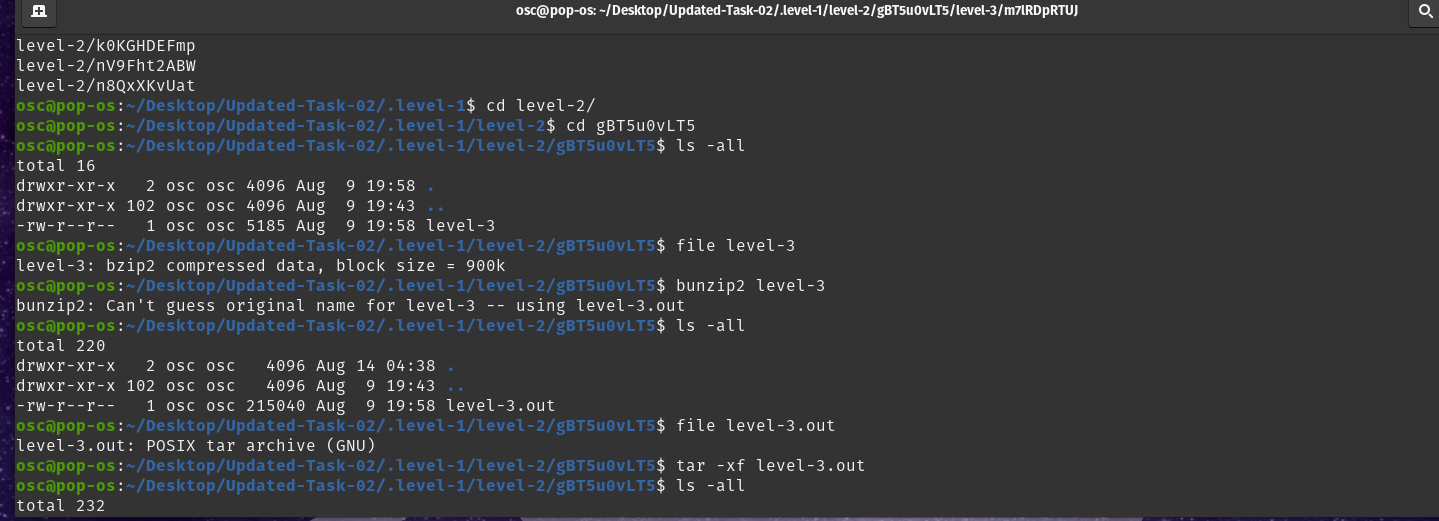 osc@pop-os: ~/Desktop/Updated-Task-02/.level-1/level-2/gBT5u0vLT5/level-3/m7lRDpRTUJ
level-2/k0KGHDEFmp
level-2/nV9Fht2ABW
level-2/n8QxXKvUat
osc@pop-os:~/Desktop/Updated-Task-02/.level-1$ cd level-2/
osc@pop-os:~/Desktop/Updated-Task-02/.level-1/level-2$ cd gBT5u0vLT5
osc@pop-os:~/Desktop/Updated-Task-02/.level-1/level-2/gBT5u0vLT5$ ls -all
total 16
drwxr-xr-x   2 osc osc 4096 Aug  9 19:58 .
drwxr-xr-x 102 osc osc 4096 Aug  9 19:43 ..
-rw-r--r--   1 osc osc 5185 Aug  9 19:58 level-3
osc@pop-os:~/Desktop/Updated-Task-02/.level-1/level-2/gBT5u0vLT5$ file level-3
level-3: bzip2 compressed data, block size = 900k
osc@pop-os:~/Desktop/Updated-Task-02/.level-1/level-2/gBT5u0vLT5$ bunzip2 level-3
bunzip2: Can't guess original name for level-3 -- using level-3.out
osc@pop-os:~/Desktop/Updated-Task-02/.level-1/level-2/gBT5u0vLT5$ ls -all
total 220
drwxr-xr-x   2 osc osc   4096 Aug 14 04:38 .
drwxr-xr-x 102 osc osc   4096 Aug  9 19:43 ..
-rw-r--r--   1 osc osc 215040 Aug  9 19:58 level-3.out
osc@pop-os:~/Desktop/Updated-Task-02/.level-1/level-2/gBT5u0vLT5$ file level-3.out
level-3.out: POSIX tar archive (GNU)
osc@pop-os:~/Desktop/Updated-Task-02/.level-1/level-2/gBT5u0vLT5$ tar -xf level-3.out
osc@pop-os:~/Desktop/Updated-Task-02/.level-1/level-2/gBT5u0vLT5$ ls -all
total 232